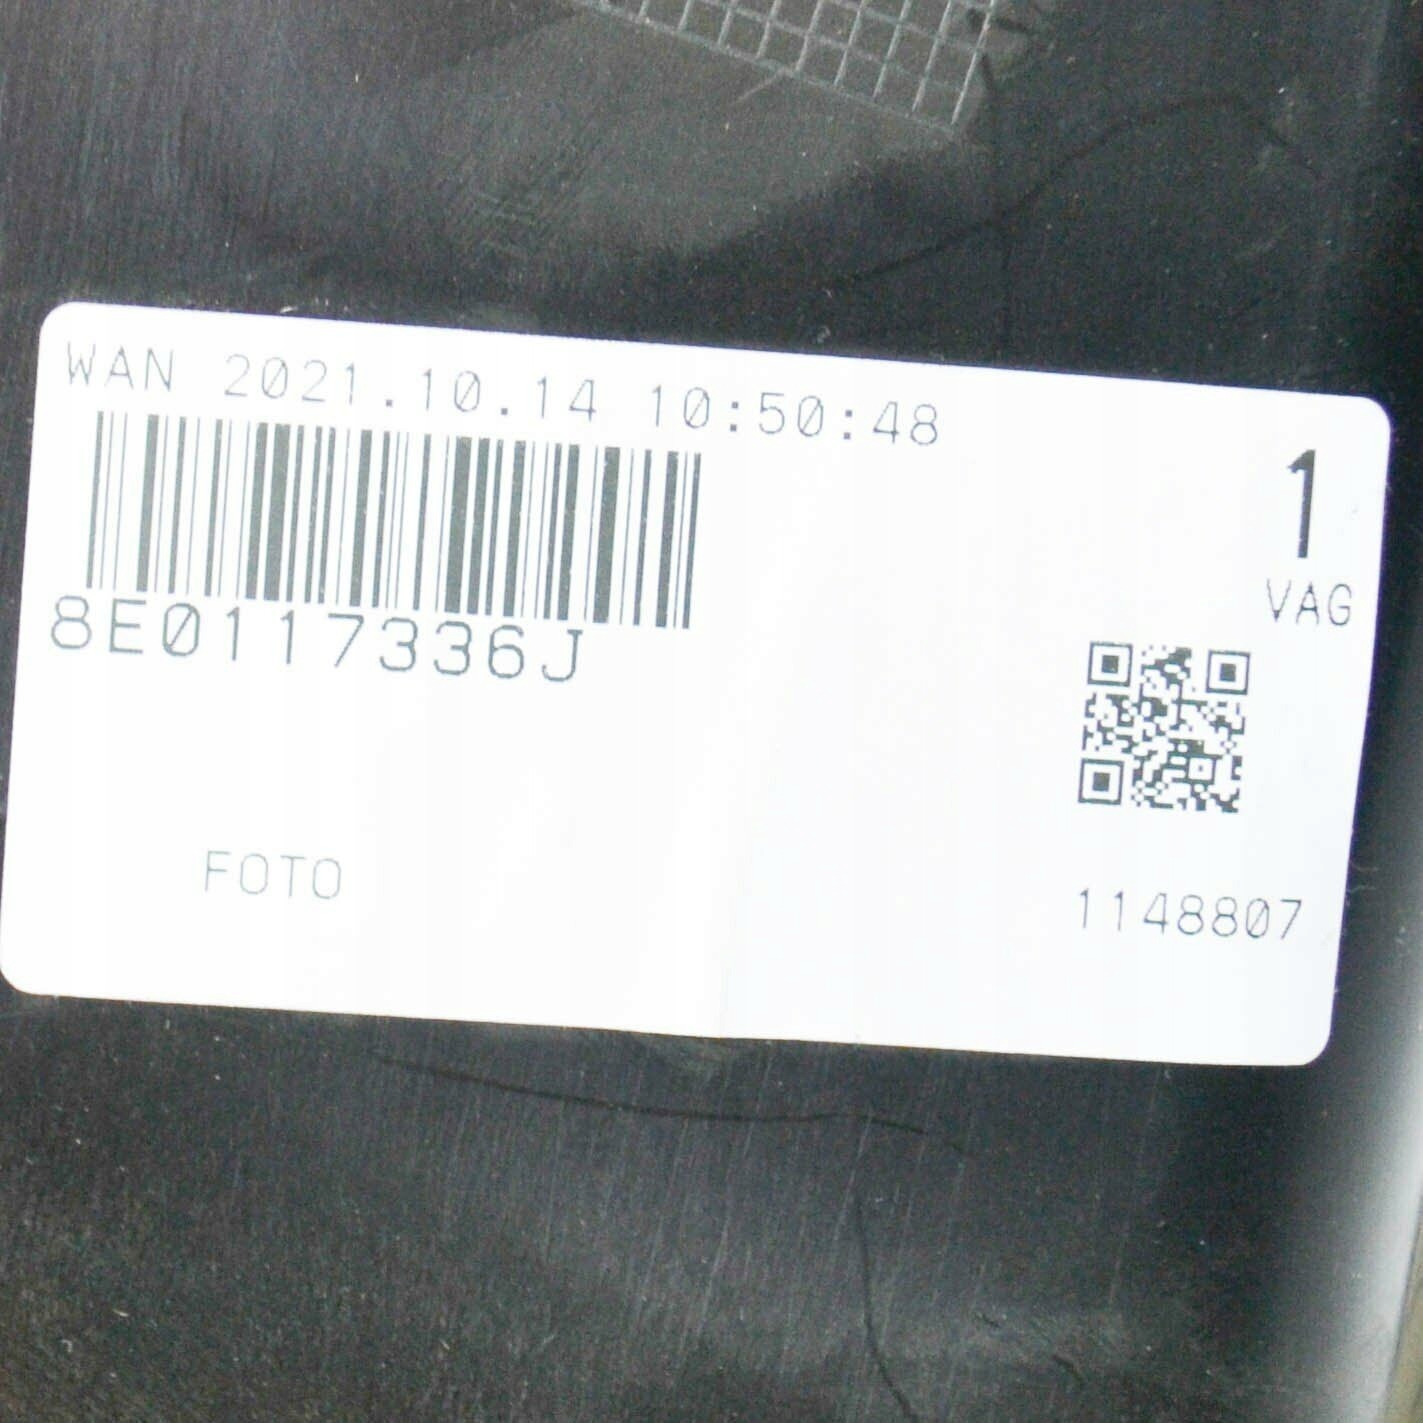 WAN 2021.10.14 10:50:48
1
VAG
8E0117336J
FOTO
1148807